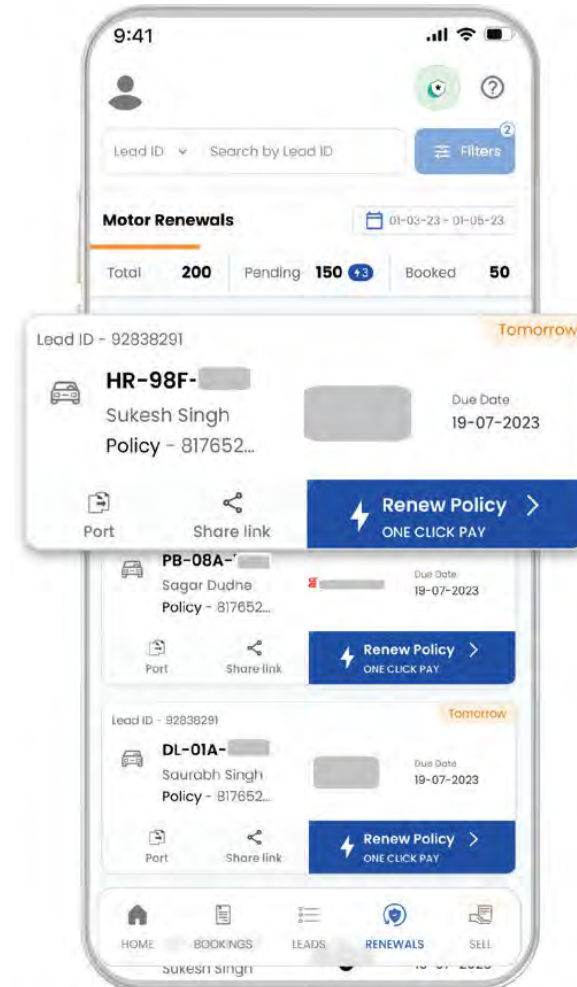 9:41
Lead ID Search by Lead ID Filters 2
Motor Renewals 01-03-23 - 01-05-23
Total 200 Pending 150 3 Booked 50
Lead ID - 92838291 Tomorrow
HR-98F-
Sukesh Singh
Policy - 817652...
Due Date
19-07-2023
Port Share link
Renew Policy
ONE CLICK PAY
PB-08A-
Sagar Dudhe
Policy - 817652...
Due Date
19-07-2023
Port Share link
Renew Policy
ONE CLICK PAY
Lead ID - 92838291 Tomorrow
DL-01A-
Saurabh Singh
Policy - 817652...
Due Date
19-07-2023
Port Share link
Renew Policy
ONE CLICK PAY
HOME BOOKINGS LEADS RENEWALS SELL
Sukesh Singh